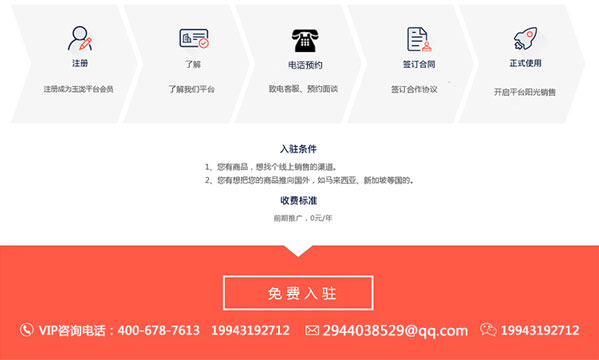 注册 了解 电话预约 签订合同 正式使用
注册成为玉泷平台会员 了解我们平台 致电客服、预约面谈 签订合作协议 开启平台阳光销售
入驻条件
1、您有商品，想找个线上销售的渠道。
2、您有想把您的商品推向国外，如马来西亚、新加坡等国的。
收费标准
前期推广，0元/年
免费入驻
VIP咨询电话：400-678-7613 19943192712 2944038529@qq.com 19943192712